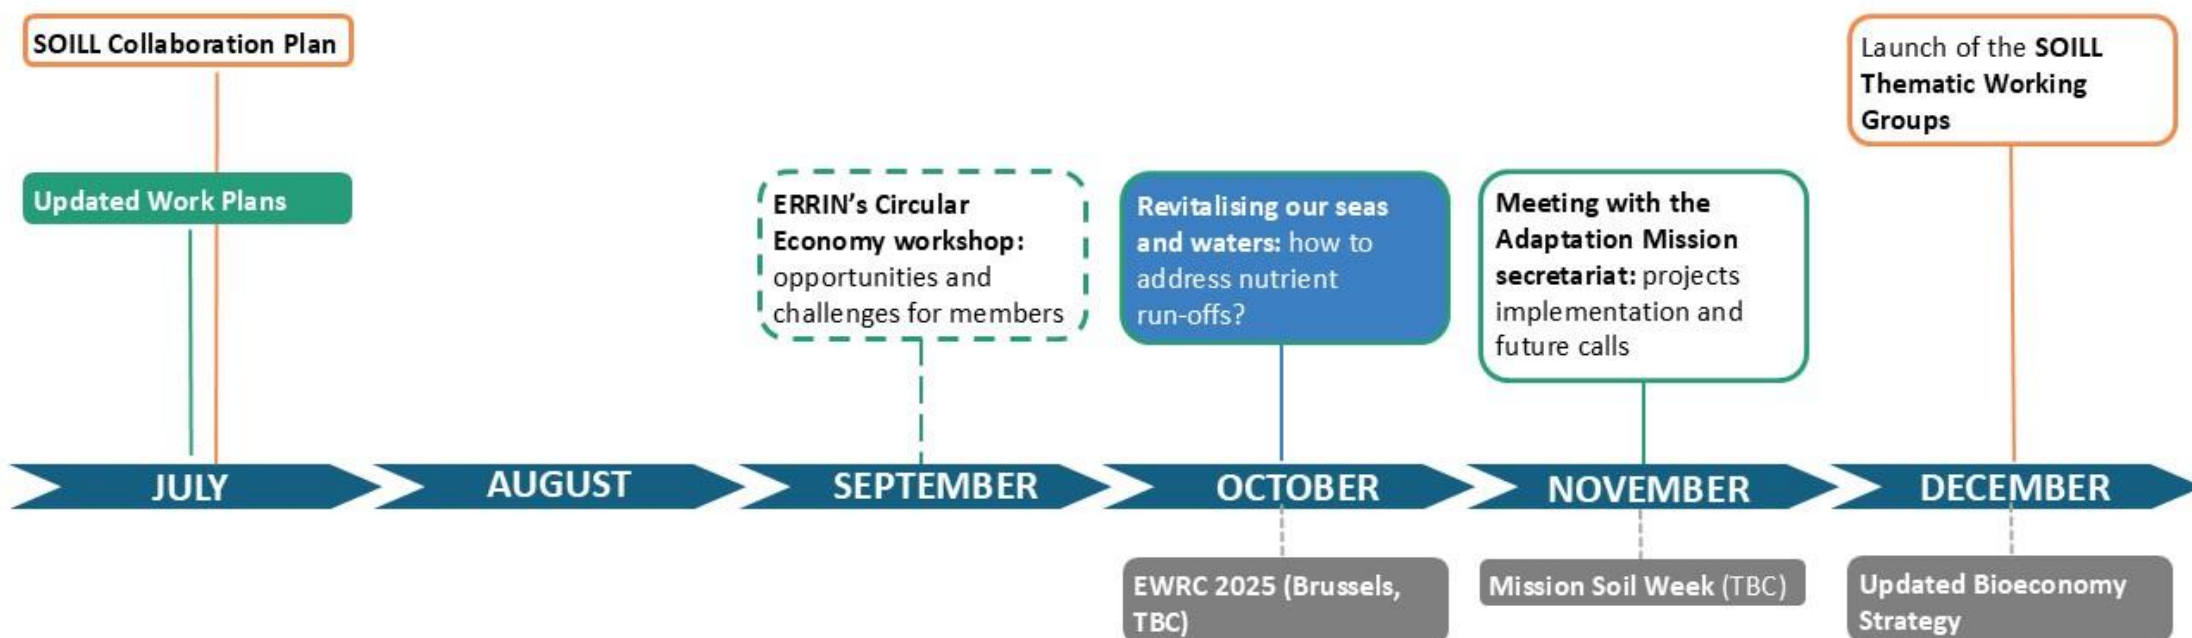 SOILL Collaboration Plan
Updated Work Plans
ERRIN's Circular
Economy workshop:
opportunities and
challenges for members
Revitalising our seas
and waters: how to
address nutrient
run-offs?
Meeting with the
Adaptation Mission
secretariat: projects
implementation and
future calls
Launch of the SOILL
Thematic Working
Groups
JULY
AUGUST
SEPTEMBER
OCTOBER
NOVEMBER
DECEMBER
EWRC 2025 (Brussels,
TBC)
Mission Soil Week (TBC)
Updated Bioeconomy
Strategy